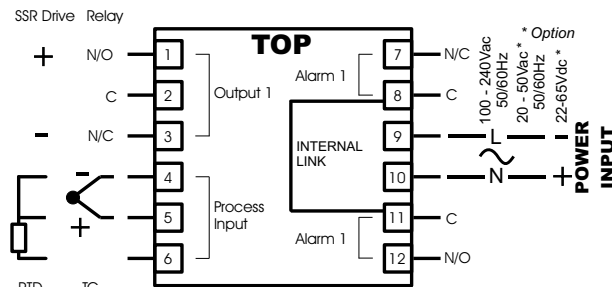 SSR Drive Relay
TOP
* Option
+ N/O 1
7 N/C
100 - 240Vac
50/60Hz
20 - 50Vac *
50/60Hz
22-65Vdc *
Alarm 1
C 2 Output 1
8 C
- N/C 3
9 L -
INTERNAL
LINK
- 4
10 N +
POWER
INPUT
+ 5
Process
Input
11 C
Alarm 1
6
12 N/O
RTD TC